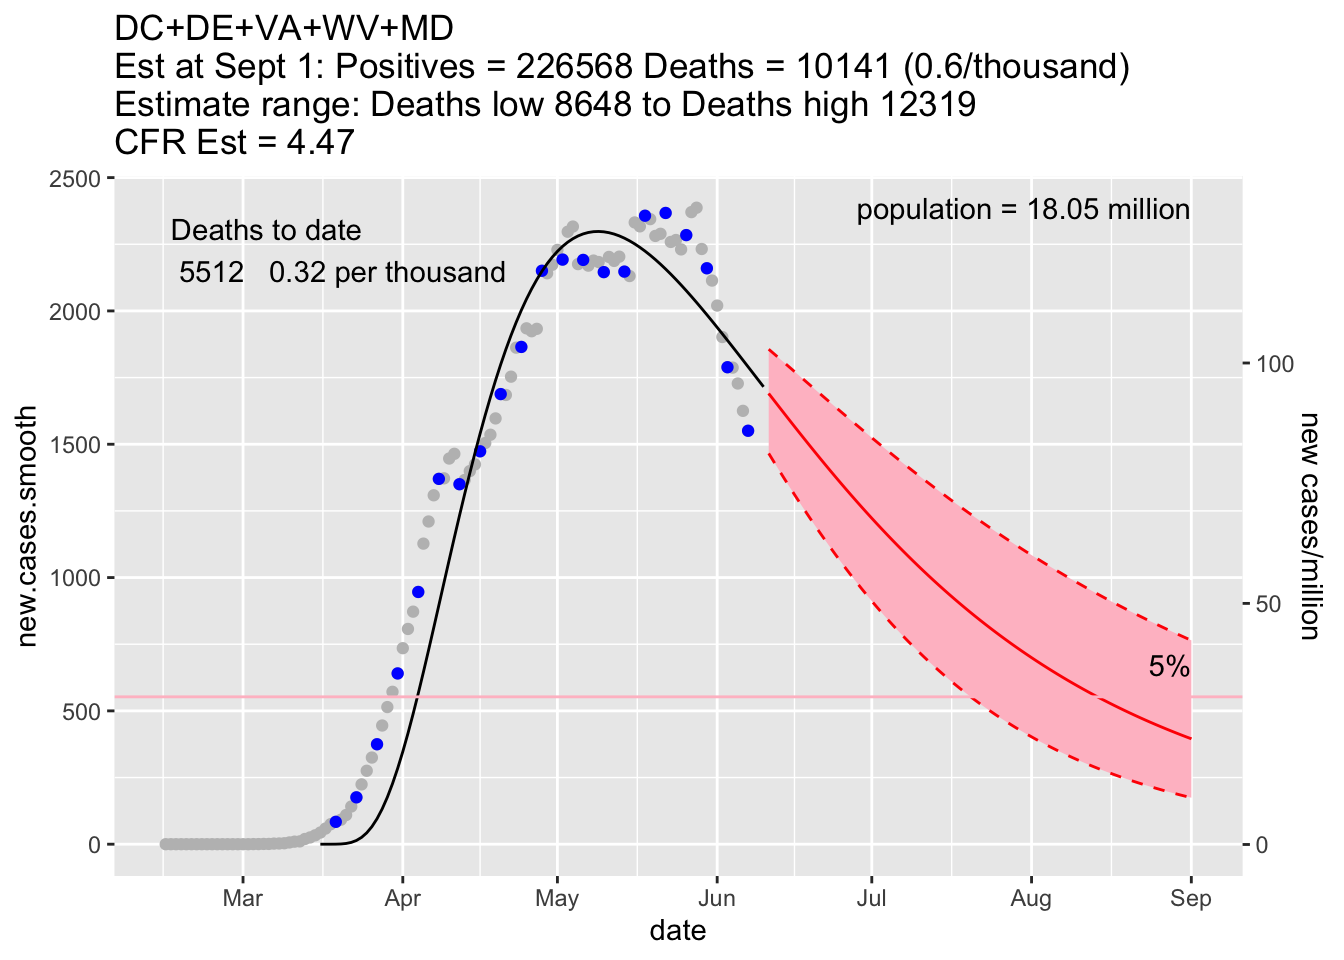 DC+DE+VA+WV+MD
Est at Sept 1: Positives = 226568 Deaths = 10141 (0.6/thousand)
Estimate range: Deaths low 8648 to Deaths high 12319
CFR Est = 4.47
2500
2000
1500
1000
500
0
new.cases.smooth
Deaths to date
5512 0.32 per thousand
population = 18.05 million
5%
100
50
0
new cases/million
Mar Apr May Jun Jul Aug Sep
date